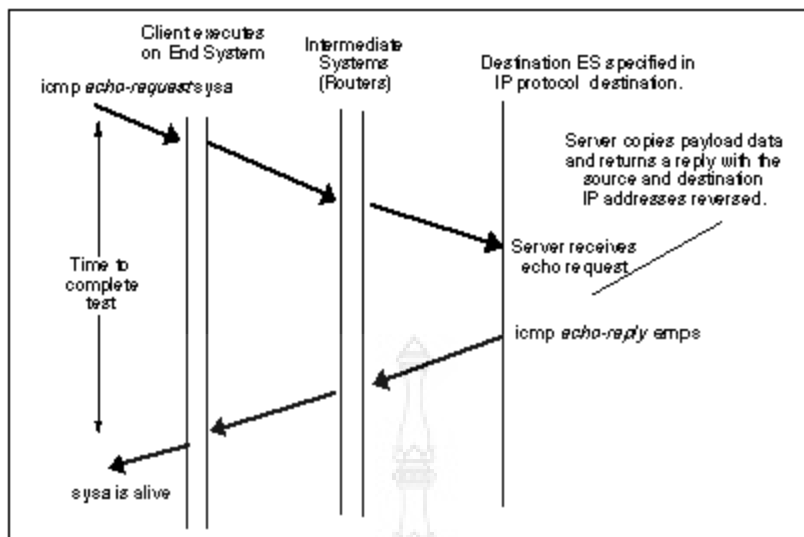 Client executes
on End System
Intermediate
Systems
(Routers)
Destination ES specified in
IP protocol destination.
icmp echo-request sysa
Server copies payload data
and returns a reply with the
source and destination
IP addresses reversed.
Server receives
echo request
Time to
complete
test
icmp echo-reply emps
sysa is alive